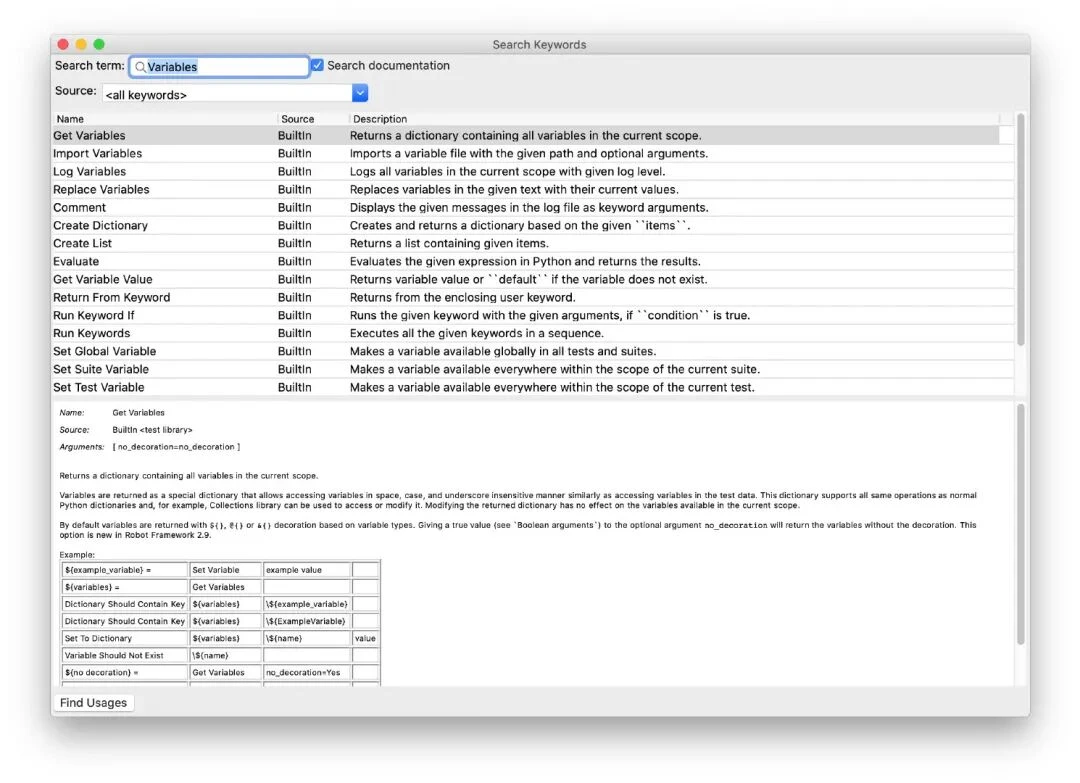 Search Keywords
Search term: Variables Search documentation
Source: <all keywords>
Name Source Description
Get Variables BuiltIn Returns a dictionary containing all variables in the current scope.
Import Variables BuiltIn Imports a variable file with the given path and optional arguments.
Log Variables BuiltIn Logs all variables in the current scope with given log level.
Replace Variables BuiltIn Replaces variables in the given text with their current values.
Comment BuiltIn Displays the given messages in the log file as keyword arguments.
Create Dictionary BuiltIn Creates and returns a dictionary based on the given ``items``.
Create List BuiltIn Returns a list containing given items.
Evaluate BuiltIn Evaluates the given expression in Python and returns the results.
Get Variable Value BuiltIn Returns variable value or ``default`` if the variable does not exist.
Return From Keyword BuiltIn Returns from the enclosing user keyword.
Run Keyword If BuiltIn Runs the given keyword with the given arguments, if ``condition`` is true.
Run Keywords BuiltIn Executes all the given keywords in a sequence.
Set Global Variable BuiltIn Makes a variable available globally in all tests and suites.
Set Suite Variable BuiltIn Makes a variable available everywhere within the scope of the current suite.
Set Test Variable BuiltIn Makes a variable available everywhere within the scope of the current test.
Name: Get Variables
Source: BuiltIn <test library>
Arguments: [ no_decoration=no_decoration ]
Returns a dictionary containing all variables in the current scope.
Variables are returned as a special dictionary that allows accessing variables in space, case, and underscore insensitive manner similarly as accessing variables in the test data. This dictionary supports all same operations as normal
Python dictionaries and, for example, Collections library can be used to access or modify it. Modifying the returned dictionary has no effect on the variables available in the current scope.
By default variables are returned with ${}, @{} or &{} decoration based on variable types. Giving a true value (see `Boolean arguments`) to the optional argument no_decoration will return the variables without the decoration. This
option is new in Robot Framework 2.9.
Example:
${example_variable} = Set Variable example value
${variables} = Get Variables
Dictionary Should Contain Key ${variables} \${example_variable}
Dictionary Should Contain Key ${variables} \${ExampleVariable}
Set To Dictionary ${variables} \${name} value
Variable Should Not Exist \${name}
${no decoration} = Get Variables no_decoration=Yes
Find Usages